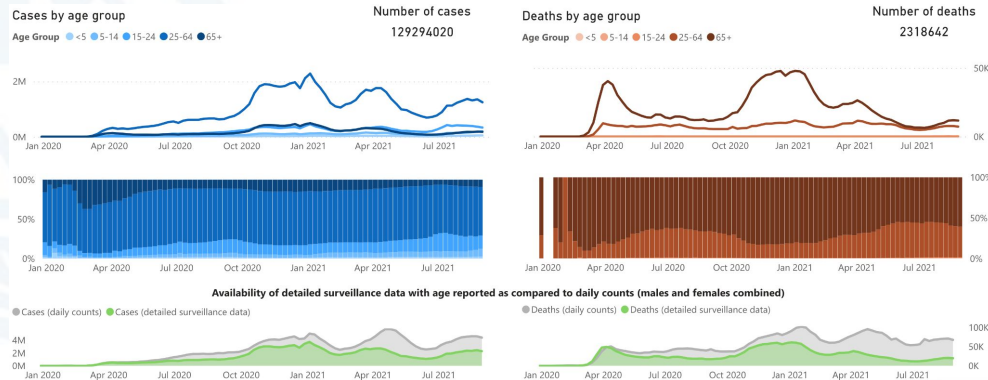 Cases by age group
Number of cases
129294020
Age Group <5 5-14 15-24 25-64 65+
2M
0M
Jan 2020 Apr 2020 Jul 2020 Oct 2020 Jan 2021 Apr 2021 Jul 2021
100%
50%
0%
Jan 2020 Apr 2020 Jul 2020 Oct 2020 Jan 2021 Apr 2021 Jul 2021
Deaths by age group
Number of deaths
2318642
Age Group <5 5-14 15-24 25-64 65+
50K
0K
Jan 2020 Apr 2020 Jul 2020 Oct 2020 Jan 2021 Apr 2021 Jul 2021
100%
50%
0%
Jan 2020 Apr 2020 Jul 2020 Oct 2020 Jan 2021 Apr 2021 Jul 2021
Availability of detailed surveillance data with age reported as compared to daily counts (males and females combined)
Cases (daily counts) Cases (detailed surveillance data)
4M
2M
0M
Jan 2020 Apr 2020 Jul 2020 Oct 2020 Jan 2021 Apr 2021 Jul 2021
Deaths (daily counts) Deaths (detailed surveillance data)
100K
50K
0K
Jan 2020 Apr 2020 Jul 2020 Oct 2020 Jan 2021 Apr 2021 Jul 2021